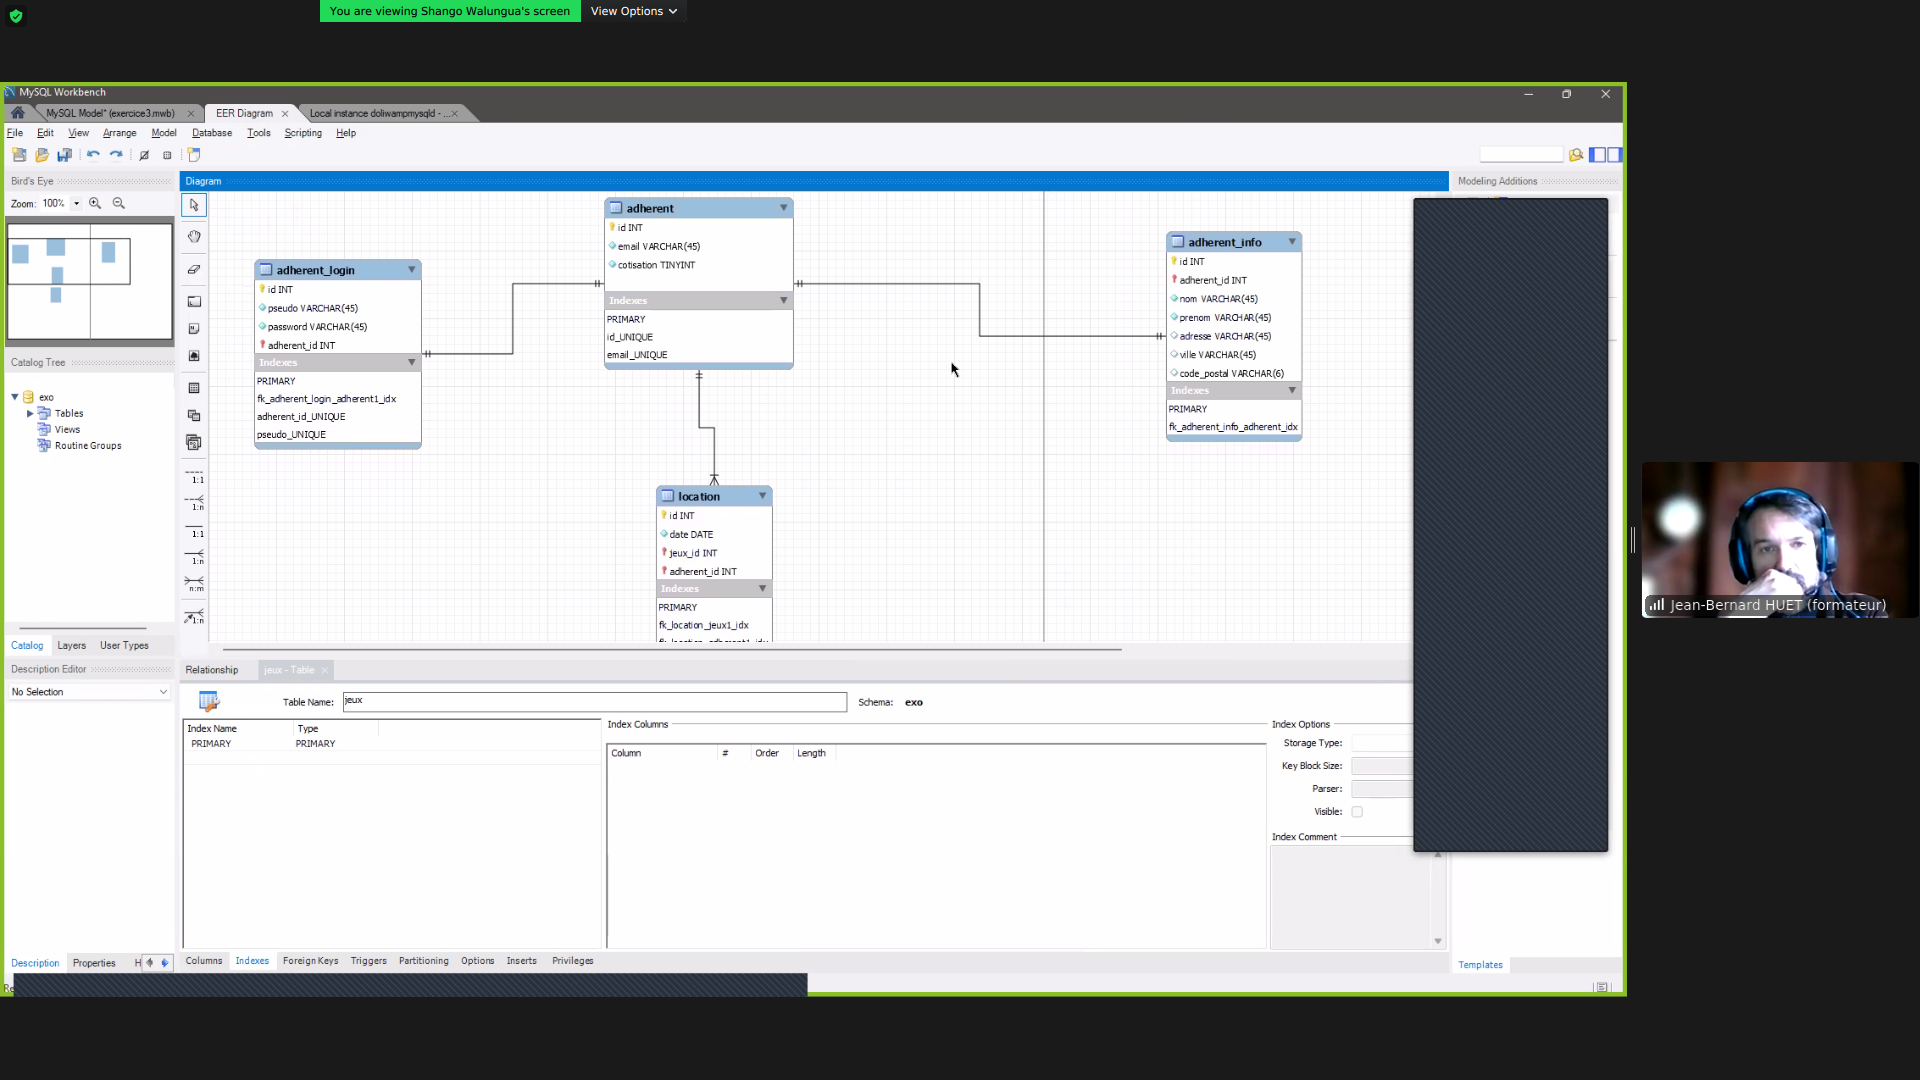 You are viewing Shango Walungua's screen
View Options
MySQL Workbench
MySQL Model* (exercice3.mwb)
EER Diagram
Local instance doliwampmysqld - ...
File Edit View Arrange Model Database Tools Scripting Help
Bird's Eye
Zoom: 100%
Diagram
Modeling Additions
adherent
id INT
email VARCHAR(45)
cotisation TINYINT
Indexes
PRIMARY
id_UNIQUE
email_UNIQUE
adherent_login
id INT
pseudo VARCHAR(45)
password VARCHAR(45)
adherent_id INT
Indexes
PRIMARY
fk_adherent_login_adherent1_idx
adherent_id_UNIQUE
pseudo_UNIQUE
adherent_info
id INT
adherent_id INT
nom VARCHAR(45)
prenom VARCHAR(45)
adresse VARCHAR(45)
ville VARCHAR(45)
code_postal VARCHAR(6)
Indexes
PRIMARY
fk_adherent_info_adherent_idx
location
id INT
date DATE
jeux_id INT
adherent_id INT
Indexes
PRIMARY
fk_location_jeux1_idx
Catalog Tree
exo
Tables
Views
Routine Groups
1:1
1:n
1:1
1:n
n:m
1:n
Catalog Layers User Types
Description Editor
No Selection
Relationship
jeux - Table
Table Name: jeux
Schema: exo
Index Name Type
PRIMARY PRIMARY
Index Columns
Column # Order Length
Index Options
Storage Type:
Key Block Size:
Parser:
Visible:
Index Comment
Columns Indexes Foreign Keys Triggers Partitioning Options Inserts Privileges
Description Properties H
Templates
Jean-Bernard HUET (formateur)